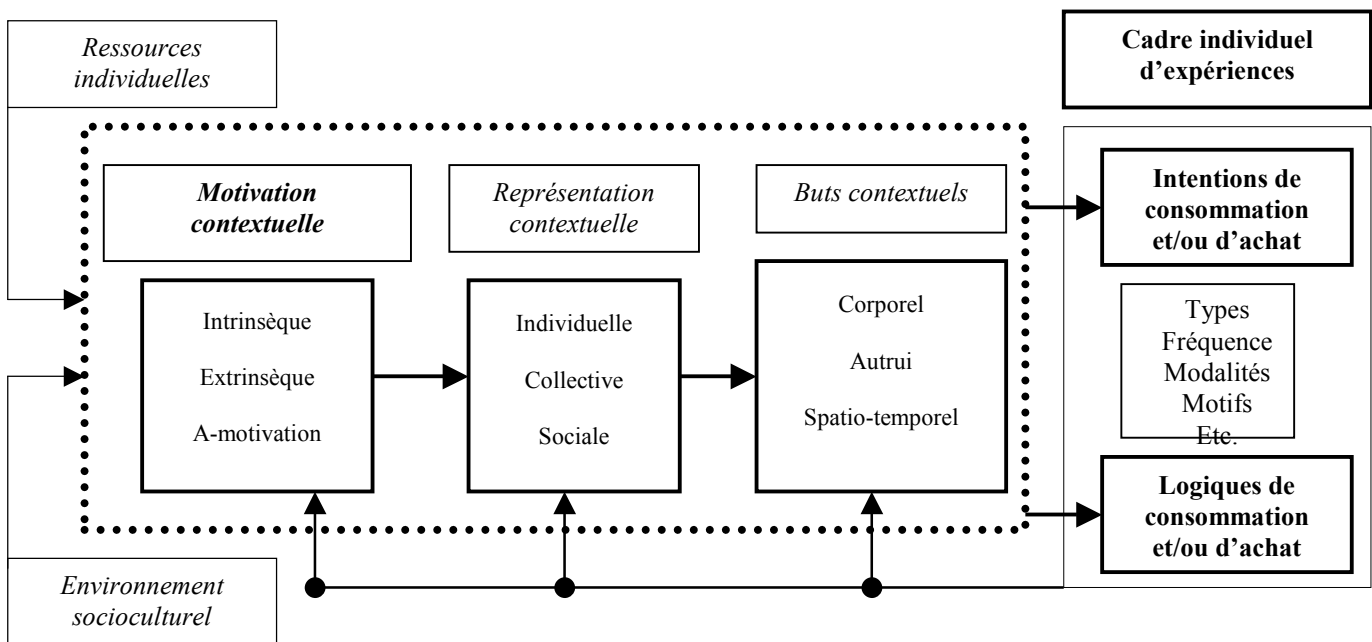 Ressources
individuelles
Cadre individuel
d’expériences
Motivation
contextuelle
Représentation
contextuelle
Buts contextuels
Intentions de
consommation
et/ou d’achat
Intrinsèque
Extrinsèque
A-motivation
Individuelle
Collective
Sociale
Corporel
Autrui
Spatio-temporel
Types
Fréquence
Modalités
Motifs
Etc.
Logiques de
consommation
et/ou d’achat
Environnement
socioculturel